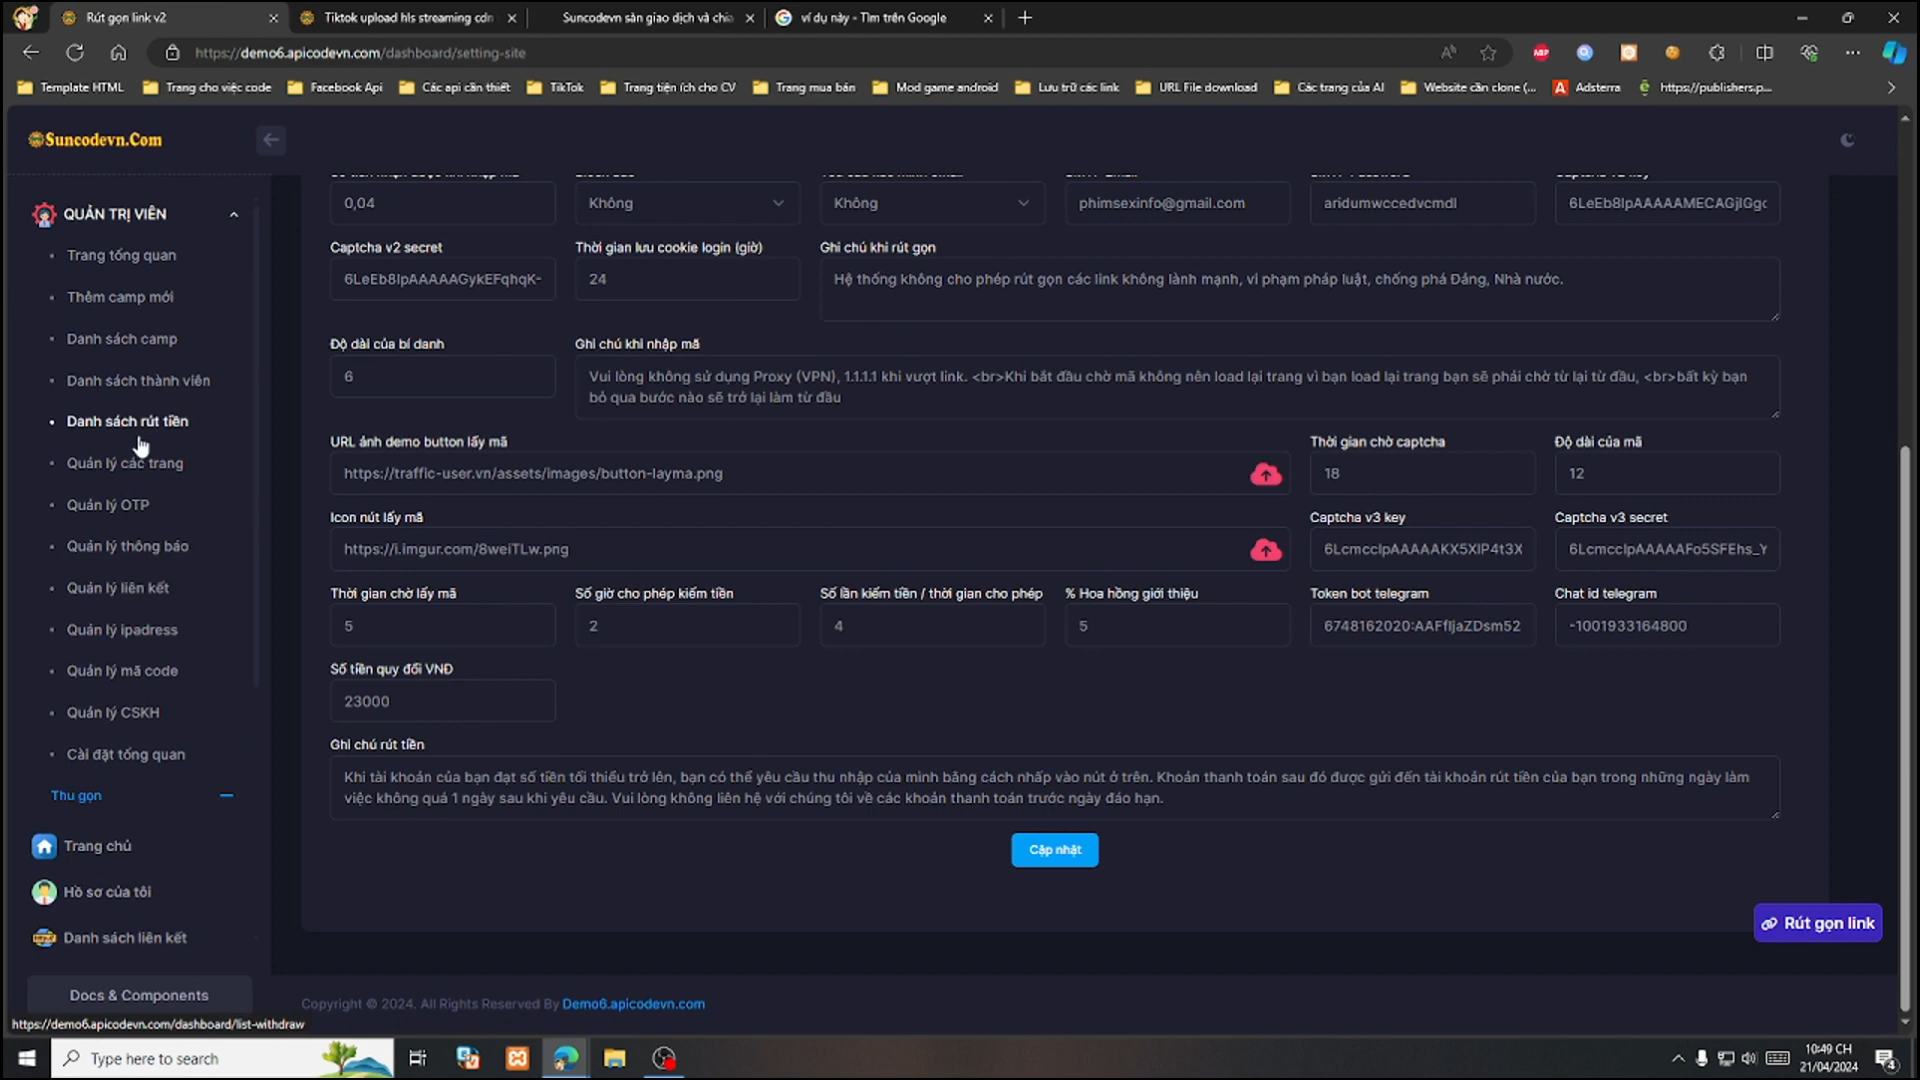 Rút gọn link v2
Tiktok upload hls streaming cdn
Suncodevn sàn giao dịch và chia
ví dụ này - Tìm trên Google
https://demo6.apicodevn.com/dashboard/setting-site
Template HTML
Trang cho việc code
Facebook Api
Các api cần thiết
TikTok
Trang tiện ích cho CV
Trang mua bán
Mod game android
Lưu trữ các link
URL File download
Các trang của AI
Website cần clone (...
Adsterra
https://publishers.p...
Suncodevn.Com
QUẢN TRỊ VIÊN
Trang tổng quan
Thêm camp mới
Danh sách camp
Danh sách thành viên
Danh sách rút tiền
Quản lý các trang
Quản lý OTP
Quản lý thông báo
Quản lý liên kết
Quản lý ipadress
Quản lý mã code
Quản lý CSKH
Cài đặt tổng quan
Thu gọn
Trang chủ
Hồ sơ của tôi
Danh sách liên kết
Docs & Components
https://demo6.apicodevn.com/dashboard/list-withdraw
0,04
Không
Không
phimsexinfo@gmail.com
aridumwccedvcmdl
6LeEb8IpAAAAAMECAGjIGgc
Captcha v2 secret
Thời gian lưu cookie login (giờ)
Ghi chú khi rút gọn
6LeEb8IpAAAAAGykEFqhqK-
24
Hệ thống không cho phép rút gọn các link không lành mạnh, vi phạm pháp luật, chống phá Đảng, Nhà nước.
Độ dài của bí danh
Ghi chú khi nhập mã
6
Vui lòng không sử dụng Proxy (VPN), 1.1.1.1 khi vượt link. <br>Khi bắt đầu chờ mã không nên load lại trang vì bạn load lại trang bạn sẽ phải chờ từ lại từ đầu, <br>bất kỳ bạn
bỏ qua bước nào sẽ trở lại làm từ đầu
URL ảnh demo button lấy mã
Thời gian chờ captcha
Độ dài của mã
https://traffic-user.vn/assets/images/button-layma.png
18
12
Icon nút lấy mã
Captcha v3 key
Captcha v3 secret
https://i.imgur.com/8weiTLw.png
6LcmccIpAAAAAKX5XIP4t3X
6LcmccIpAAAAAFo5SFEhs_Y
Thời gian chờ lấy mã
Số giờ cho phép kiếm tiền
Số lần kiếm tiền / thời gian cho phép
% Hoa hồng giới thiệu
Token bot telegram
Chat id telegram
5
2
4
5
6748162020:AAFfIjaZDsm52
-1001933164800
Số tiền quy đổi VNĐ
23000
Ghi chú rút tiền
Khi tài khoản của bạn đạt số tiền tối thiểu trở lên, bạn có thể yêu cầu thu nhập của mình bằng cách nhấp vào nút ở trên. Khoản thanh toán sau đó được gửi đến tài khoản rút tiền của bạn trong những ngày làm
việc không quá 1 ngày sau khi yêu cầu. Vui lòng không liên hệ với chúng tôi về các khoản thanh toán trước ngày đáo hạn.
Cập nhật
Rút gọn link
Copyright © 2024. All Rights Reserved By Demo6.apicodevn.com
Type here to search
10:49 CH
21/04/2024
4